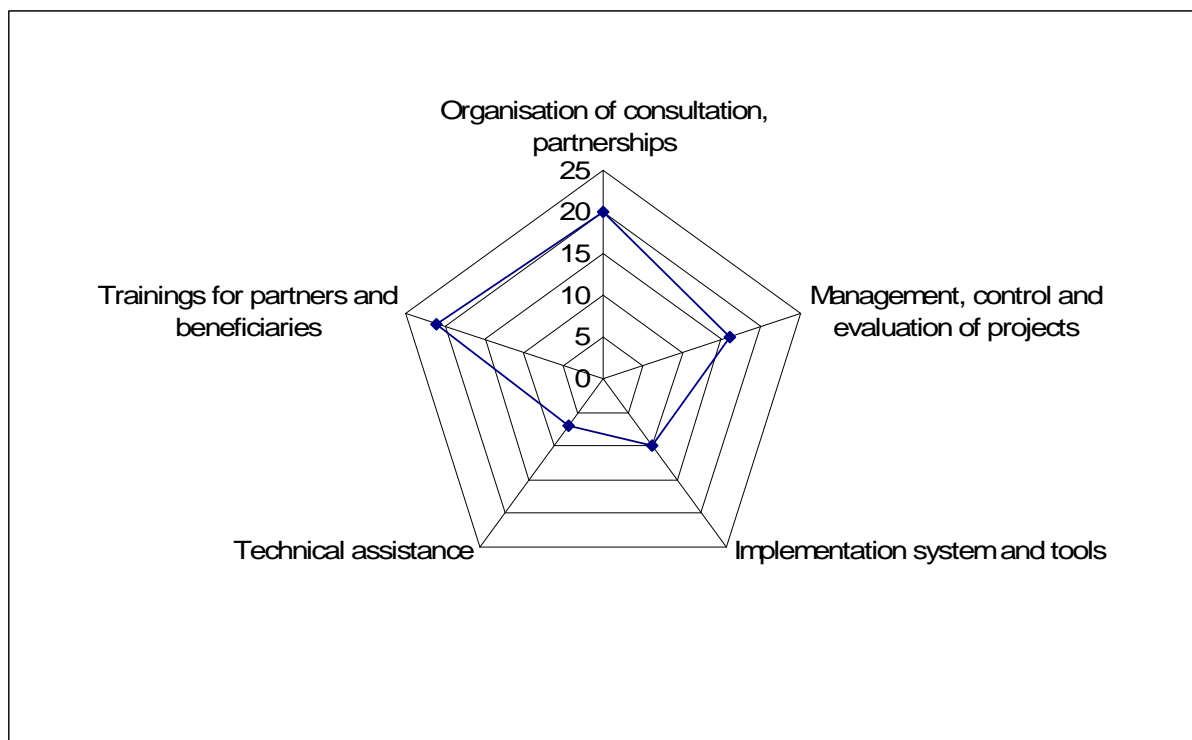 Organisation of consultation,
partnerships
25
20
15
10
5
0
Trainings for partners and
beneficiaries
Management, control and
evaluation of projects
Technical assistance
Implementation system and tools